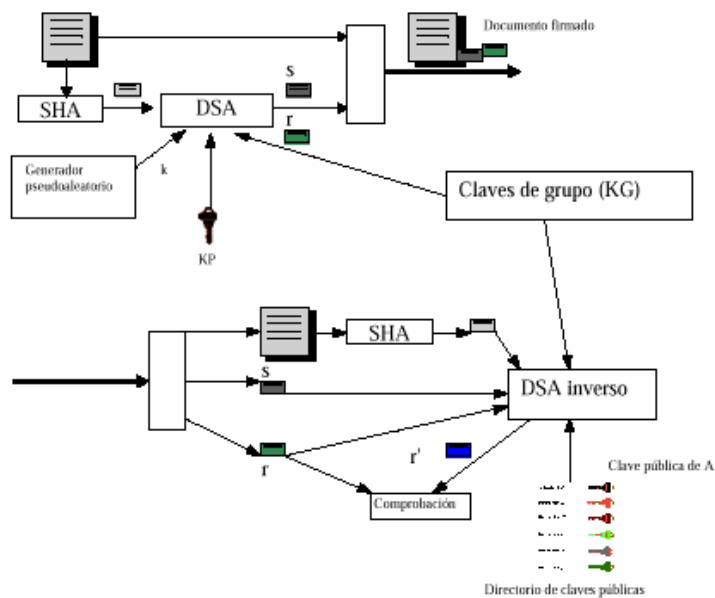 Documento firmado
s
SHA
DSA
r
Generador
pseudoaleatorio
k
Claves de grupo (KG)
KP
SHA
s
DSA inverso
r
r'
Clave pública de A
Comprobación
Directorio de claves públicas